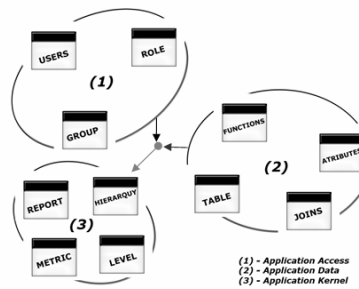 USERS
ROLE
(1)
GROUP
FUNCTIONS
ATRIBUTES
(2)
TABLE
JOINS
REPORT
HIERARQUY
(3)
METRIC
LEVEL
(1) - Application Access
(2) - Application Data
(3) - Application Kernel